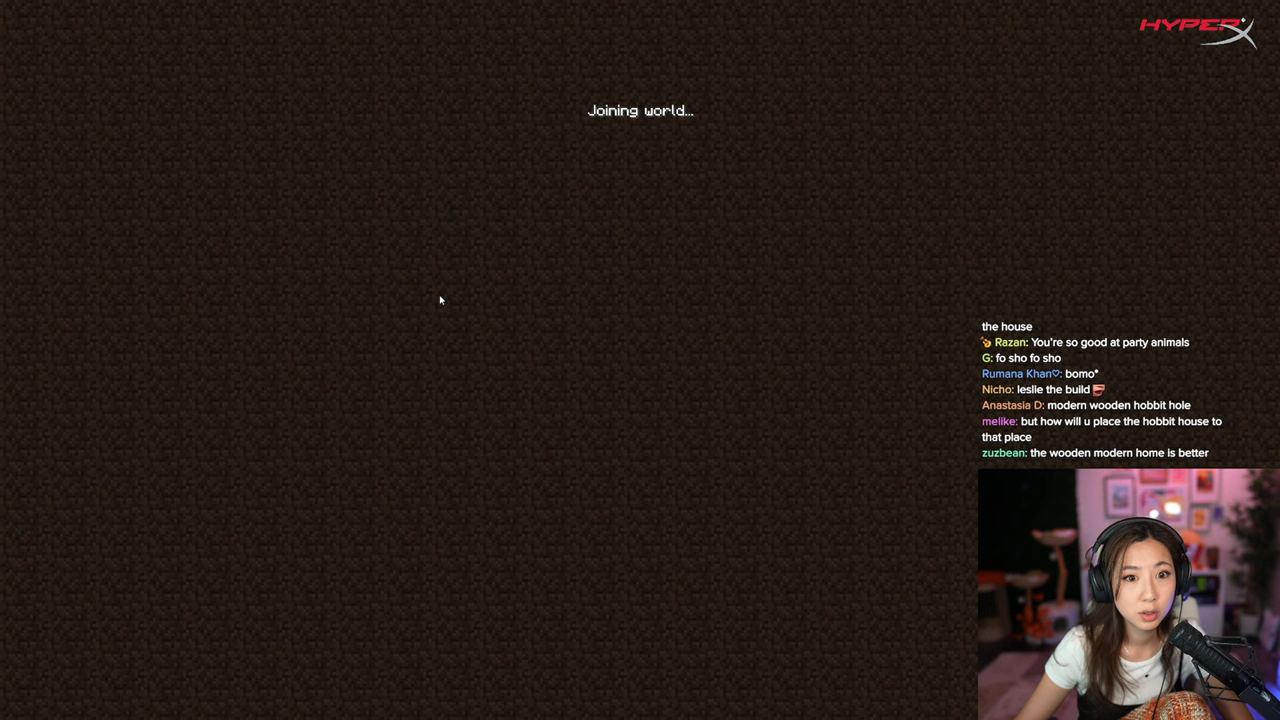 HYPERX
Joining world...
the house
Razan: You're so good at party animals
G: fo sho fo sho
Rumana Khan♡: bomo*
Nicho: leslie the build
Anastasia D: modern wooden hobbit hole
melike: but how will u place the hobbit house to
that place
zuzbean: the wooden modern home is better